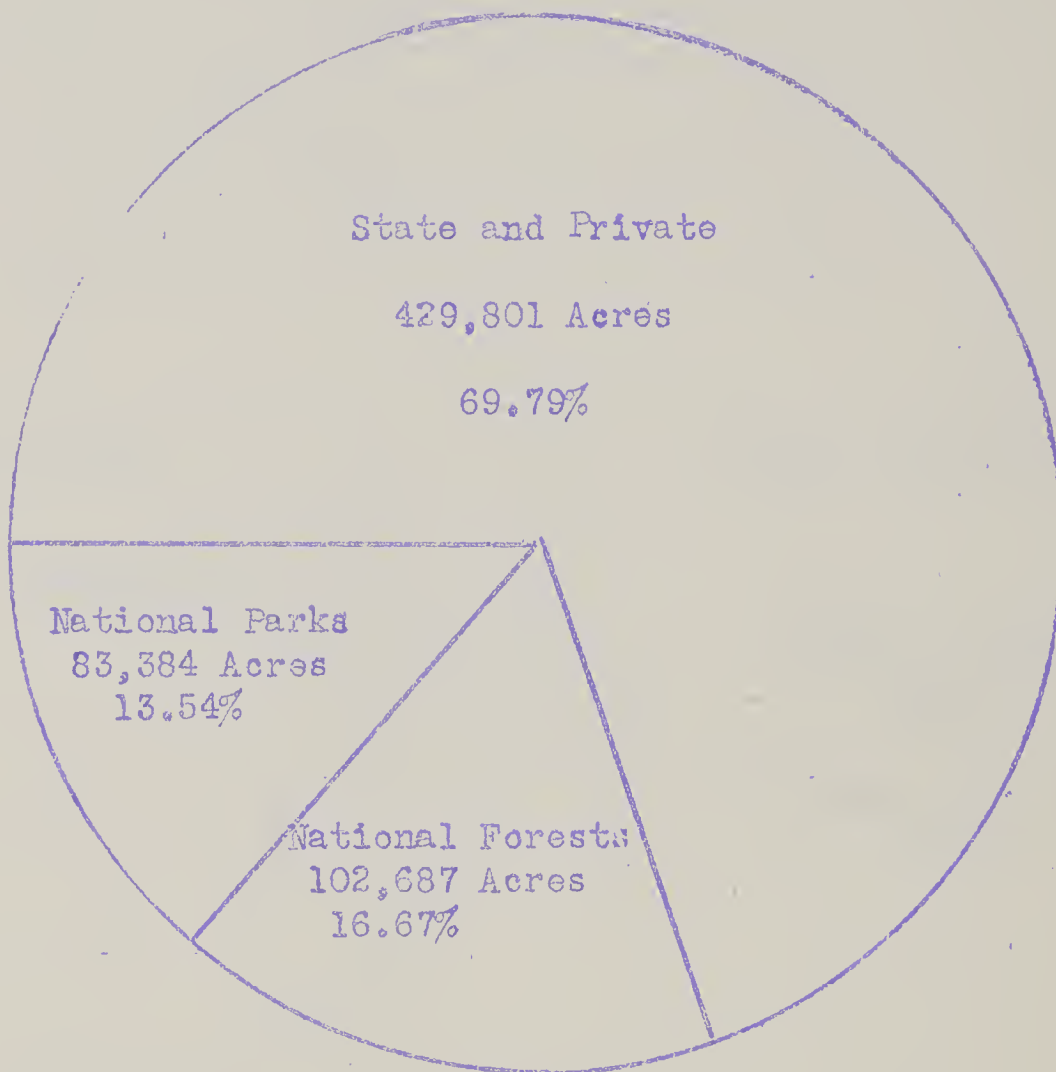 State and Private
429,801 Acres
69.79%
National Parks
83,384 Acres
13.54%
National Forests
102,687 Acres
16.67%